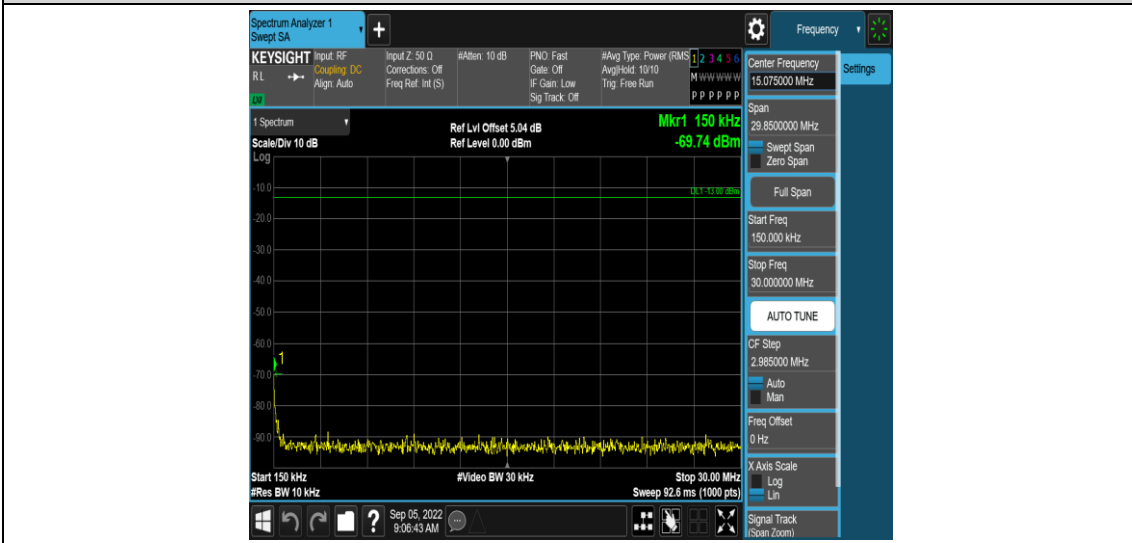 Spectrum Analyzer 1
Swept SA
+
Frequency
KEYSIGHT
RL
Input: RF
Coupling: DC
Align: Auto
Input Z: 50 Ω
Corrections: Off
Freq Ref: Int (S)
#Atten: 10 dB
PNO: Fast
Gate: Off
IF Gain: Low
Sig Track: Off
#Avg Type: Power (RMS
Avg|Hold: 10/10
Trig: Free Run
1 2 3 4 5 6
M W W W W W
P P P P P P
1 Spectrum
Scale/Div 10 dB
Log
Ref Lvl Offset 5.04 dB
Ref Level 0.00 dBm
Mkr1 150 kHz
-69.74 dBm
DL1 -13.00 dBm
-10.0
-20.0
-30.0
-40.0
-50.0
-60.0
1
-70.0
-80.0
-90.0
Start 150 kHz
#Res BW 10 kHz
#Video BW 30 kHz
Stop 30.00 MHz
Sweep 92.6 ms (1000 pts)
Center Frequency
15.075000 MHz
Settings
Span
29.8500000 MHz
Swept Span
Zero Span
Full Span
Start Freq
150.000 kHz
Stop Freq
30.000000 MHz
AUTO TUNE
CF Step
2.985000 MHz
Auto
Man
Freq Offset
0 Hz
X Axis Scale
Log
Lin
Signal Track
(Span Zoom)
?
Sep 05, 2022
9:06:43 AM